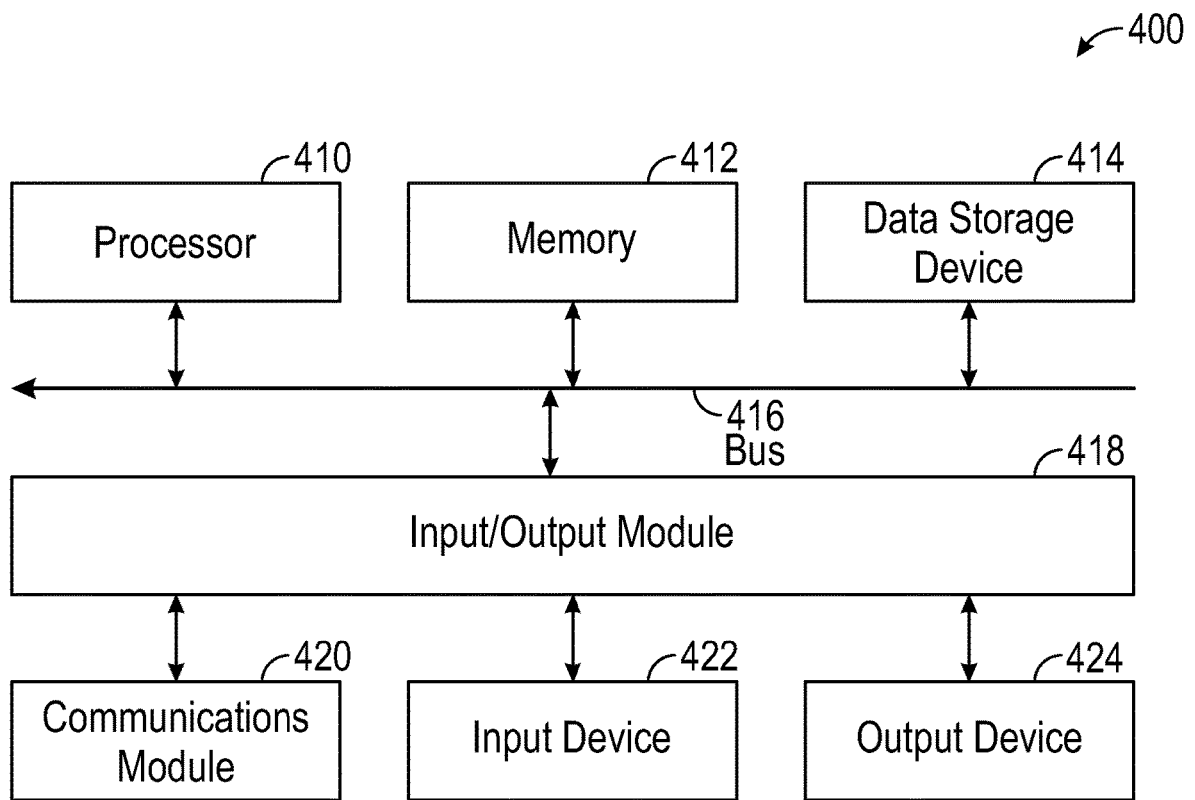 400
410
412
414
Processor
Memory
Data Storage
Device
416
Bus
418
Input/Output Module
420
422
424
Communications
Module
Input Device
Output Device